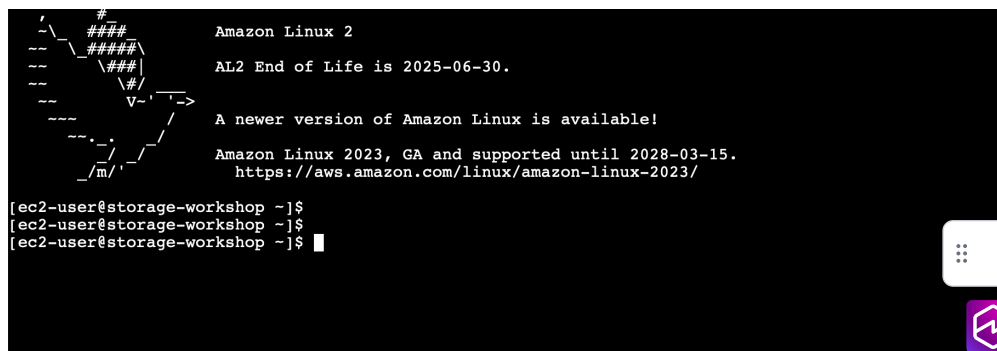 ,     #_
   ~\_  ####_        Amazon Linux 2
  ~~  \_#####\
  ~~     \###|       AL2 End of Life is 2025-06-30.
  ~~       \#/ ___
   ~~       V~' '->
    ~~~         /    A newer version of Amazon Linux is available!
      ~~._.   _/
         _/ _/       Amazon Linux 2023, GA and supported until 2028-03-15.
       _/m/'           https://aws.amazon.com/linux/amazon-linux-2023/
[ec2-user@storage-workshop ~]$
[ec2-user@storage-workshop ~]$
[ec2-user@storage-workshop ~]$